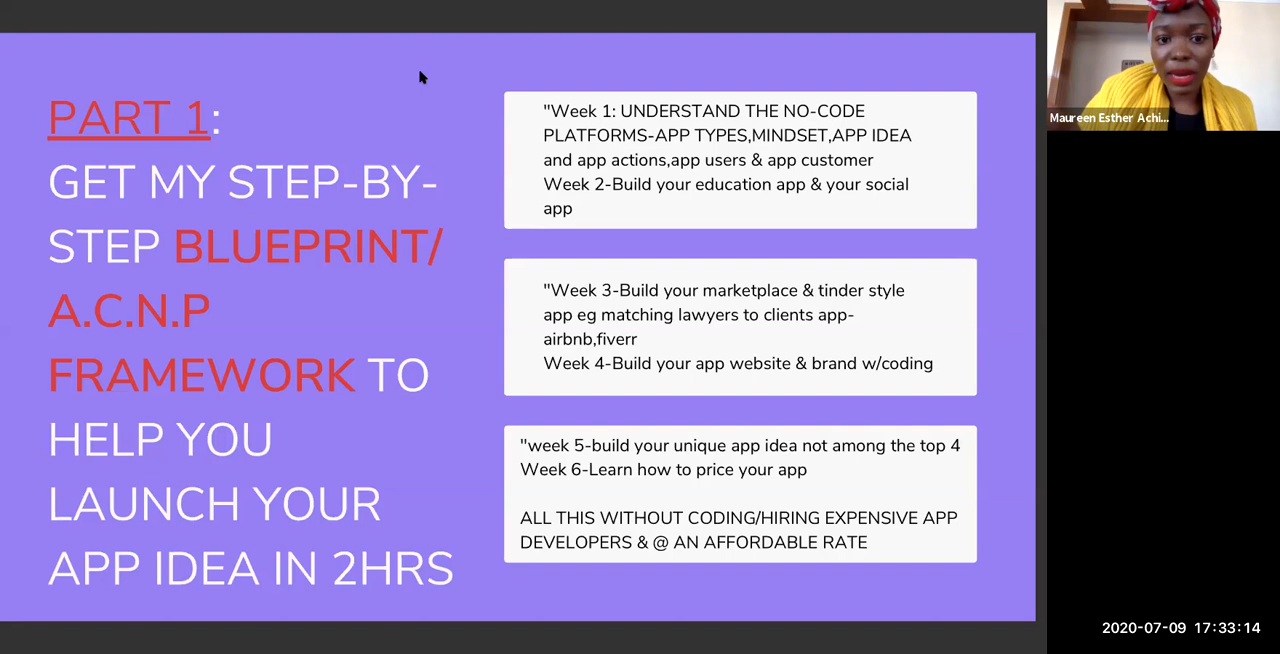 PART 1:
GET MY STEP-BY-
STEP BLUEPRINT/
A.C.N.P
FRAMEWORK TO
HELP YOU
LAUNCH YOUR
APP IDEA IN 2HRS
"Week 1: UNDERSTAND THE NO-CODE
PLATFORMS-APP TYPES,MINDSET,APP IDEA
and app actions,app users & app customer
Week 2-Build your education app & your social
app
"Week 3-Build your marketplace & tinder style
app eg matching lawyers to clients app-
airbnb,fiverr
Week 4-Build your app website & brand w/coding
"week 5-build your unique app idea not among the top 4
Week 6-Learn how to price your app
ALL THIS WITHOUT CODING/HIRING EXPENSIVE APP
DEVELOPERS & @ AN AFFORDABLE RATE
Maureen Esther Achi...
2020-07-09 17:33:14